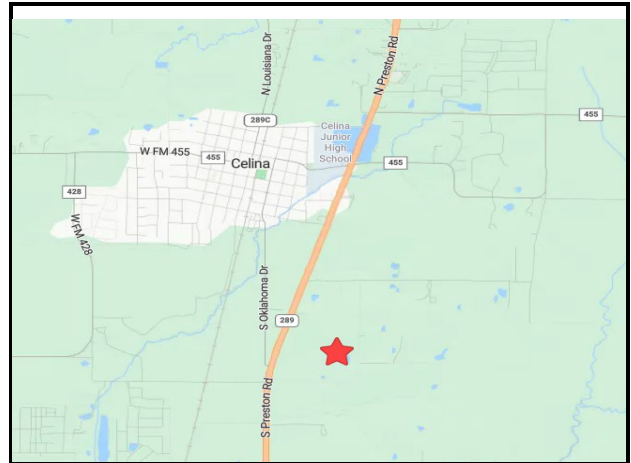 N Louisiana Dr
N Preston Rd
289C
Celina
Junior
High
School
455
W FM 455
455
Celina
455
428
W FM 428
S Oklahoma Dr
289
S Preston Rd